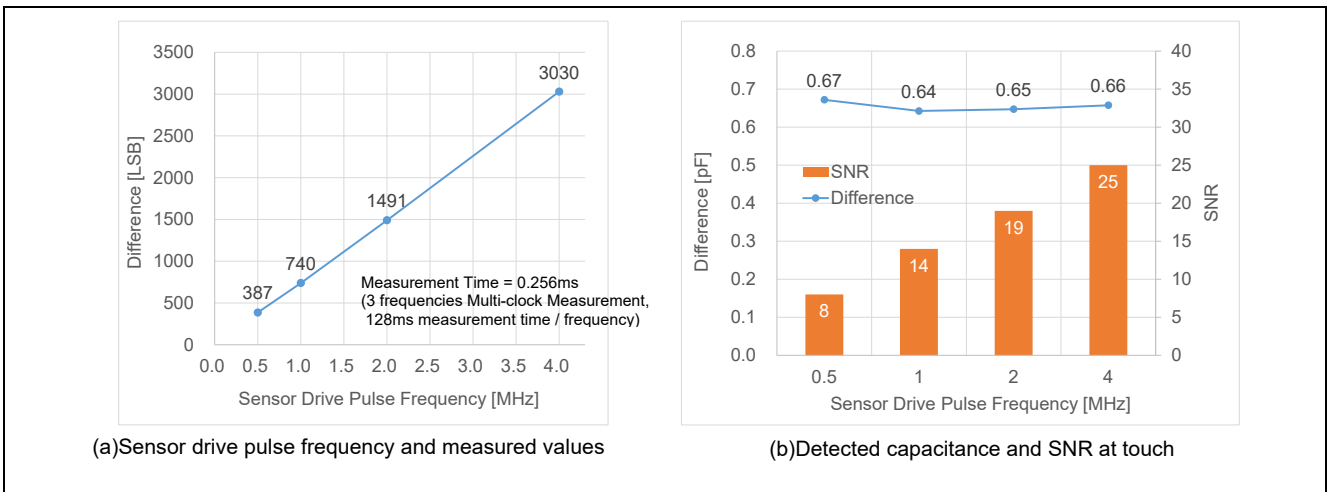 3500
3000
2500
2000
1500
1000
500
0
Difference [LSB]
387
740
1491
3030
Measurement Time = 0.256ms
(3 frequencies Multi-clock Measurement,
128ms measurement time / frequency)
0.0 0.5 1.0 1.5 2.0 2.5 3.0 3.5 4.0
Sensor Drive Pulse Frequency [MHz]
(a)Sensor drive pulse frequency and measured values
0.8
0.7
0.6
0.5
0.4
0.3
0.2
0.1
0.0
Difference [pF]
0.67 0.64 0.65 0.66
SNR
Difference
8 14 19 25
40
35
30
25
20
15
10
5
0
SNR
0.5 1 2 4
Sensor Drive Pulse Frequency [MHz]
(b)Detected capacitance and SNR at touch